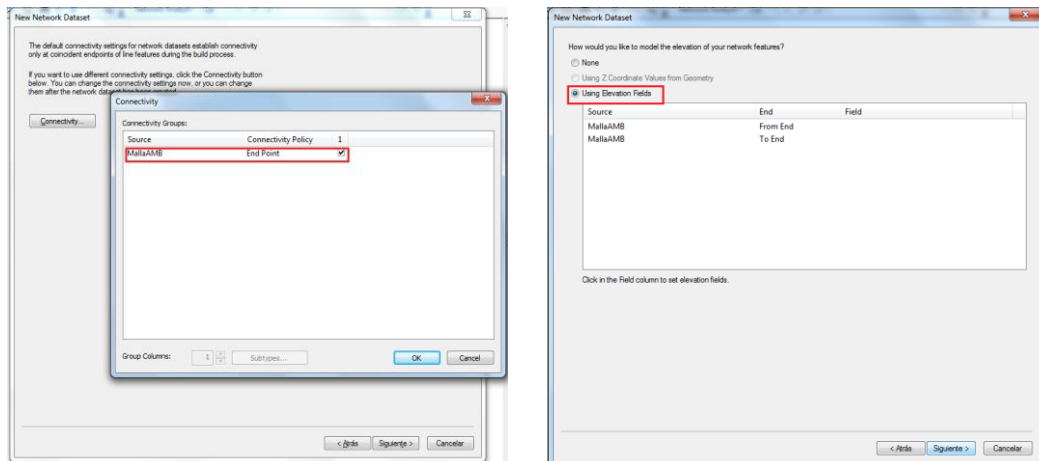 New Network Dataset
The default connectivity settings for network datasets establish connectivity
only at coincident endpoints of line features during the build process.
If you want to use different connectivity settings, click the Connectivity button
below. You can change the connectivity settings now, or you can change
them after the network dataset has been created.
Connectivity...
Connectivity
Connectivity Groups:
Source Connectivity Policy 1
MallaAMB End Point
Group Columns: 1 Subtypes... OK Cancel
< Atrás Siguiente > Cancelar
New Network Dataset
How would you like to model the elevation of your network features?
None
Using Z Coordinate Values from Geometry
Using Elevation Fields
Source End Field
MallaAMB From End
MallaAMB To End
Click in the Field column to set elevation fields.
< Atrás Siguiente > Cancelar